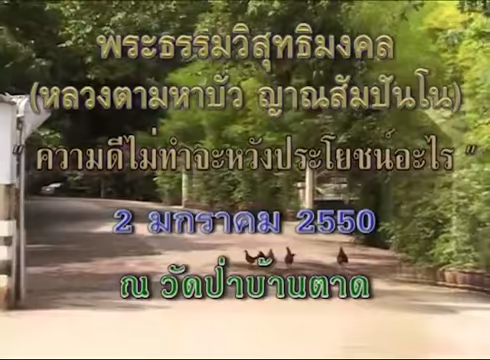 พระธรรมวิสุทธิมงคล
(หลวงตามหาบัว ญาณสัมปันโน)
" ความดีไม่ทำจะหวังประโยชน์อะไร "
2 มกราคม 2550
ณ วัดป่าบ้านตาด